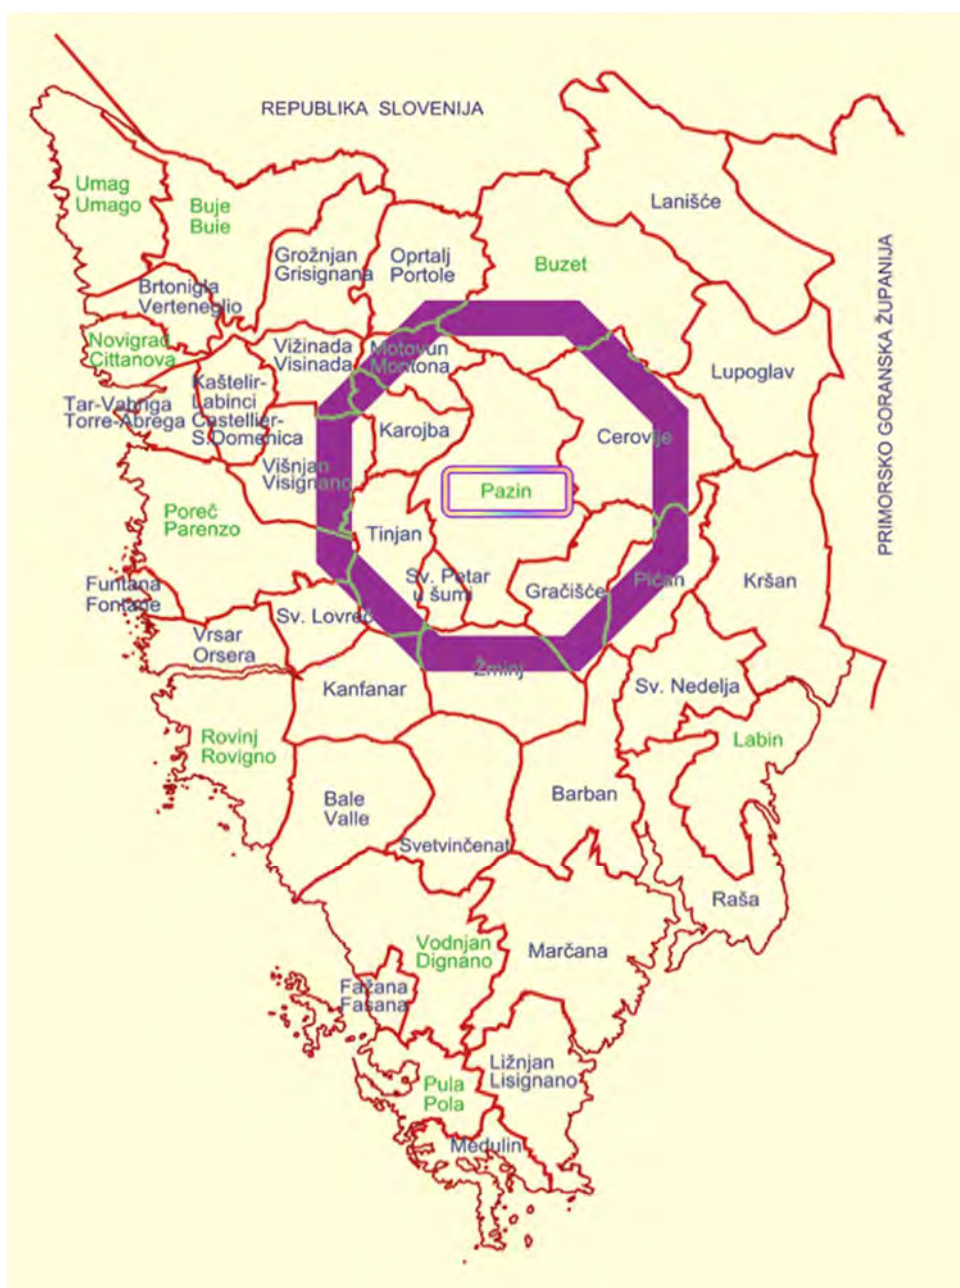 REPUBLIKA SLOVENIJA
Umag
Umago
Buje
Buie
Lanišće
Grožnjan
Grisignana
Oprtalj
Portole
Buzet
PRIMORSKO GORANSKA ŽUPANIJA
Brtonigla
Verteneglio
Novigrad
Cittanova
Vižinada
Visinada
Motovun
Montona
Lupoglav
Kaštelir-
Labinci
Castellier-
S.Domenica
Tar-Vabriga
Torre-Abrega
Karojba
Cerovlje
Višnjan
Visignano
Pazin
Poreč
Parenzo
Tinjan
Sv. Petar
u šumi
Gračišće
Pićan
Kršan
Funtana
Fontane
Sv. Lovreč
Vrsar
Orsera
Kanfanar
Žminj
Sv. Nedelja
Rovinj
Rovigno
Labin
Bale
Valle
Barban
Svetvinčenat
Raša
Vodnjan
Dignano
Marčana
Fažana
Fasana
Ližnjan
Lisignano
Pula
Pola
Medulin